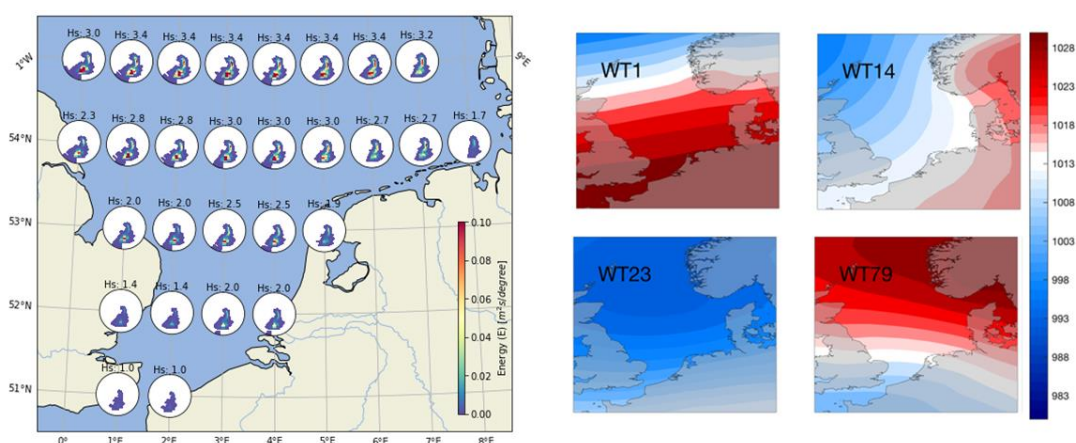 Hs: 3.0 Hs: 3.4 Hs: 3.4 Hs: 3.4 Hs: 3.4 Hs: 3.4 Hs: 3.4 Hs: 3.2
1°W
9°E
Hs: 2.3 Hs: 2.8 Hs: 2.8 Hs: 3.0 Hs: 3.0 Hs: 3.0 Hs: 2.7 Hs: 2.7 Hs: 1.7
54°N
Hs: 2.0 Hs: 2.0 Hs: 2.5 Hs: 2.5 Hs: 1.9
53°N
Hs: 1.4 Hs: 1.4 Hs: 2.0 Hs: 2.0
52°N
Hs: 1.0 Hs: 1.0
51°N
0° 1°E 2°E 3°E 4°E 5°E 6°E 7°E 8°E
0.10
0.08
0.06
0.04
0.02
0.00
Energy (E) [m²s/degree]
WT1
WT14
WT23
WT79
1028
1023
1018
1013
1008
1003
998
993
988
983